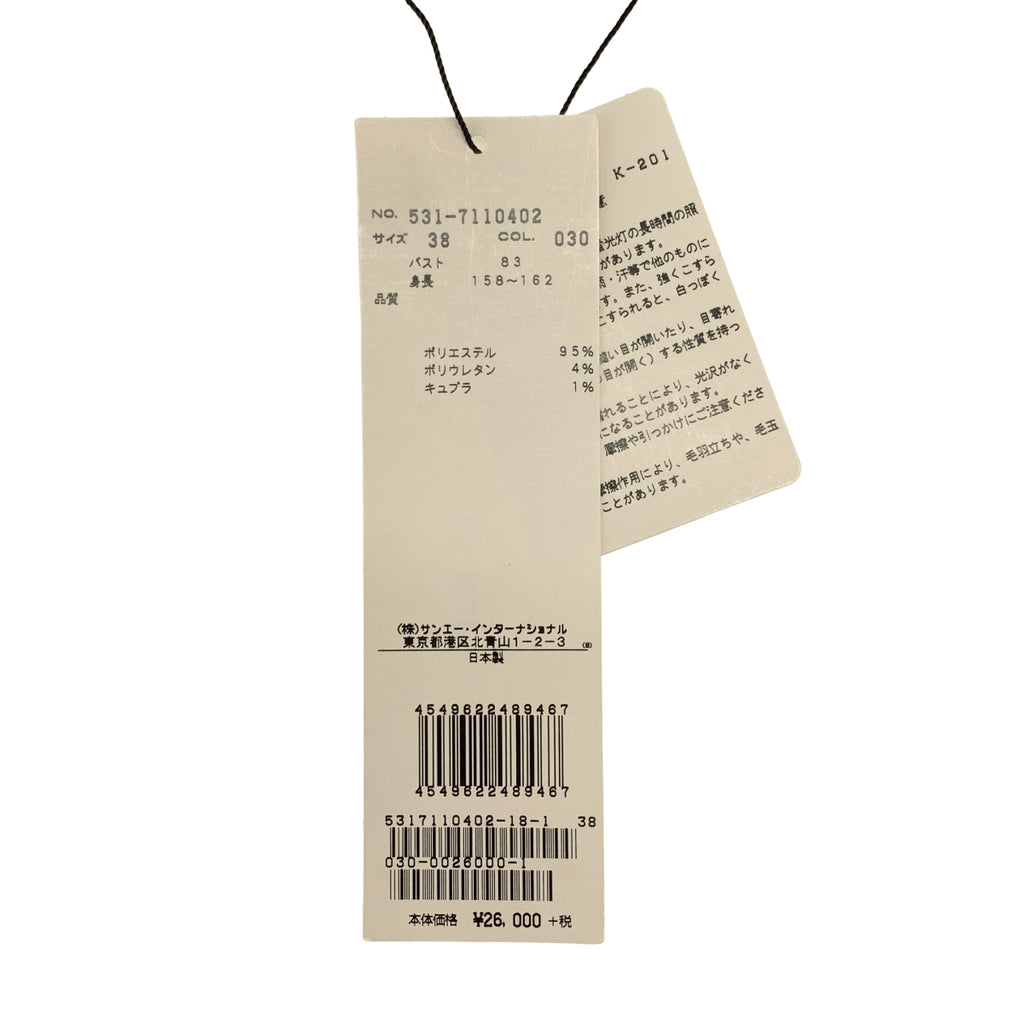 NO. 531-7110402
サイズ 38 COL. 030
バスト 83
身長 158~162
品質
ポリエステル 95%
ポリウレタン 4%
キュプラ 1%
(株)サンエー・インターナショナル
東京都港区北青山1-2-3
日本製
4549622489467
4549622489467
5317110402-18-1 38
030-0026000-1
本体価格 ¥26,000 +税
K-201
光灯の長時間の照
があります。
・汗等で他のものに
す。また、強くこすら
こすられると、白っぽく
い目が開いたり、目寄れ
目が開く)する性質を持っ
れることにより、光沢がなく
になることがあります。
摩擦や引っかけにご注意くださ
擦作用により、毛羽立ちや、毛玉
ことがあります。